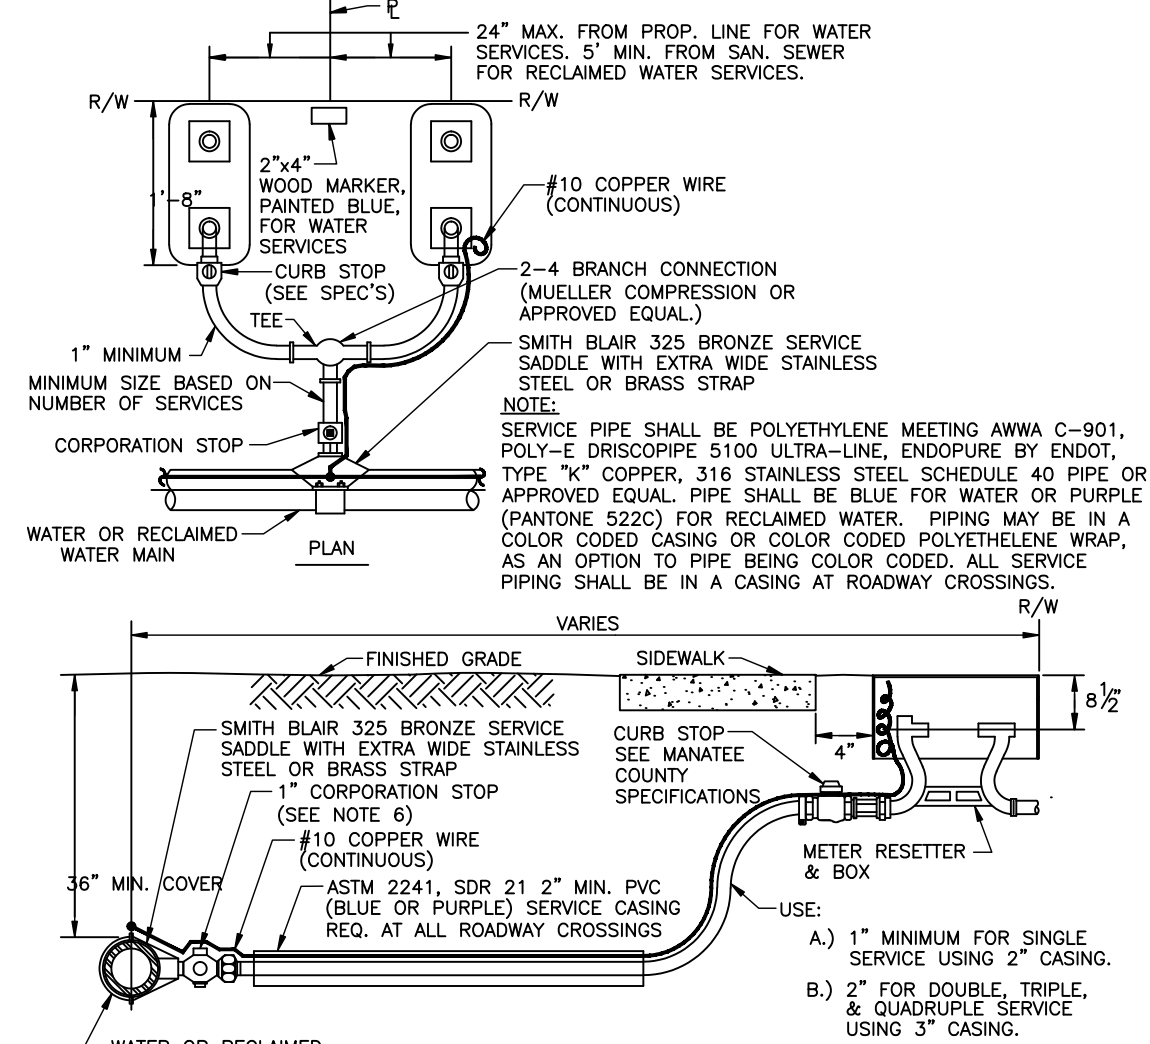 PL
24" MAX. FROM PROP. LINE FOR WATER
SERVICES. 5' MIN. FROM SAN. SEWER
FOR RECLAIMED WATER SERVICES.
R/W
R/W
1'-8"
2"x4"
WOOD MARKER,
PAINTED BLUE,
FOR WATER
SERVICES
#10 COPPER WIRE
(CONTINUOUS)
CURB STOP
(SEE SPEC'S)
2-4 BRANCH CONNECTION
(MUELLER COMPRESSION OR
APPROVED EQUAL.)
TEE
1" MINIMUM
SMITH BLAIR 325 BRONZE SERVICE
SADDLE WITH EXTRA WIDE STAINLESS
STEEL OR BRASS STRAP
MINIMUM SIZE BASED ON
NUMBER OF SERVICES
CORPORATION STOP
WATER OR RECLAIMED
WATER MAIN
PLAN
NOTE:
SERVICE PIPE SHALL BE POLYETHYLENE MEETING AWWA C-901,
POLY-E DRISCOPIPE 5100 ULTRA-LINE, ENDOPURE BY ENDOT,
TYPE "K" COPPER, 316 STAINLESS STEEL SCHEDULE 40 PIPE OR
APPROVED EQUAL. PIPE SHALL BE BLUE FOR WATER OR PURPLE
(PANTONE 522C) FOR RECLAIMED WATER. PIPING MAY BE IN A
COLOR CODED CASING OR COLOR CODED POLYETHELENE WRAP,
AS AN OPTION TO PIPE BEING COLOR CODED. ALL SERVICE
PIPING SHALL BE IN A CASING AT ROADWAY CROSSINGS.
R/W
VARIES
FINISHED GRADE
SIDEWALK
8 1/2"
4"
SMITH BLAIR 325 BRONZE SERVICE
SADDLE WITH EXTRA WIDE STAINLESS
STEEL OR BRASS STRAP
CURB STOP
SEE MANATEE
COUNTY
SPECIFICATIONS
1" CORPORATION STOP
(SEE NOTE 6)
#10 COPPER WIRE
(CONTINUOUS)
METER RESETTER
& BOX
36" MIN. COVER
ASTM 2241, SDR 21 2" MIN. PVC
(BLUE OR PURPLE) SERVICE CASING
REQ. AT ALL ROADWAY CROSSINGS
USE:
A.) 1" MINIMUM FOR SINGLE
SERVICE USING 2" CASING.
B.) 2" FOR DOUBLE, TRIPLE,
& QUADRUPLE SERVICE
USING 3" CASING.
WATER OR RECLAIMED